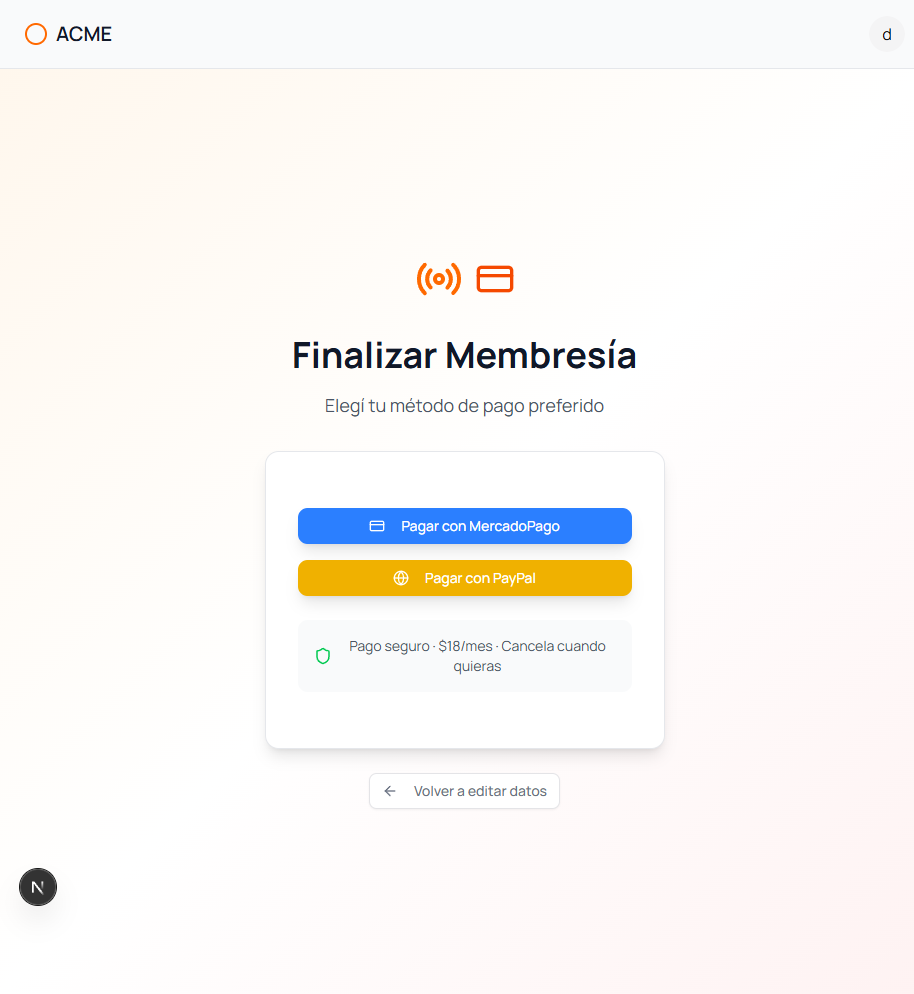 ACME
d
Finalizar Membresía
Elegí tu método de pago preferido
Pagar con MercadoPago
Pagar con PayPal
Pago seguro · $18/mes · Cancela cuando
quieras
Volver a editar datos
N